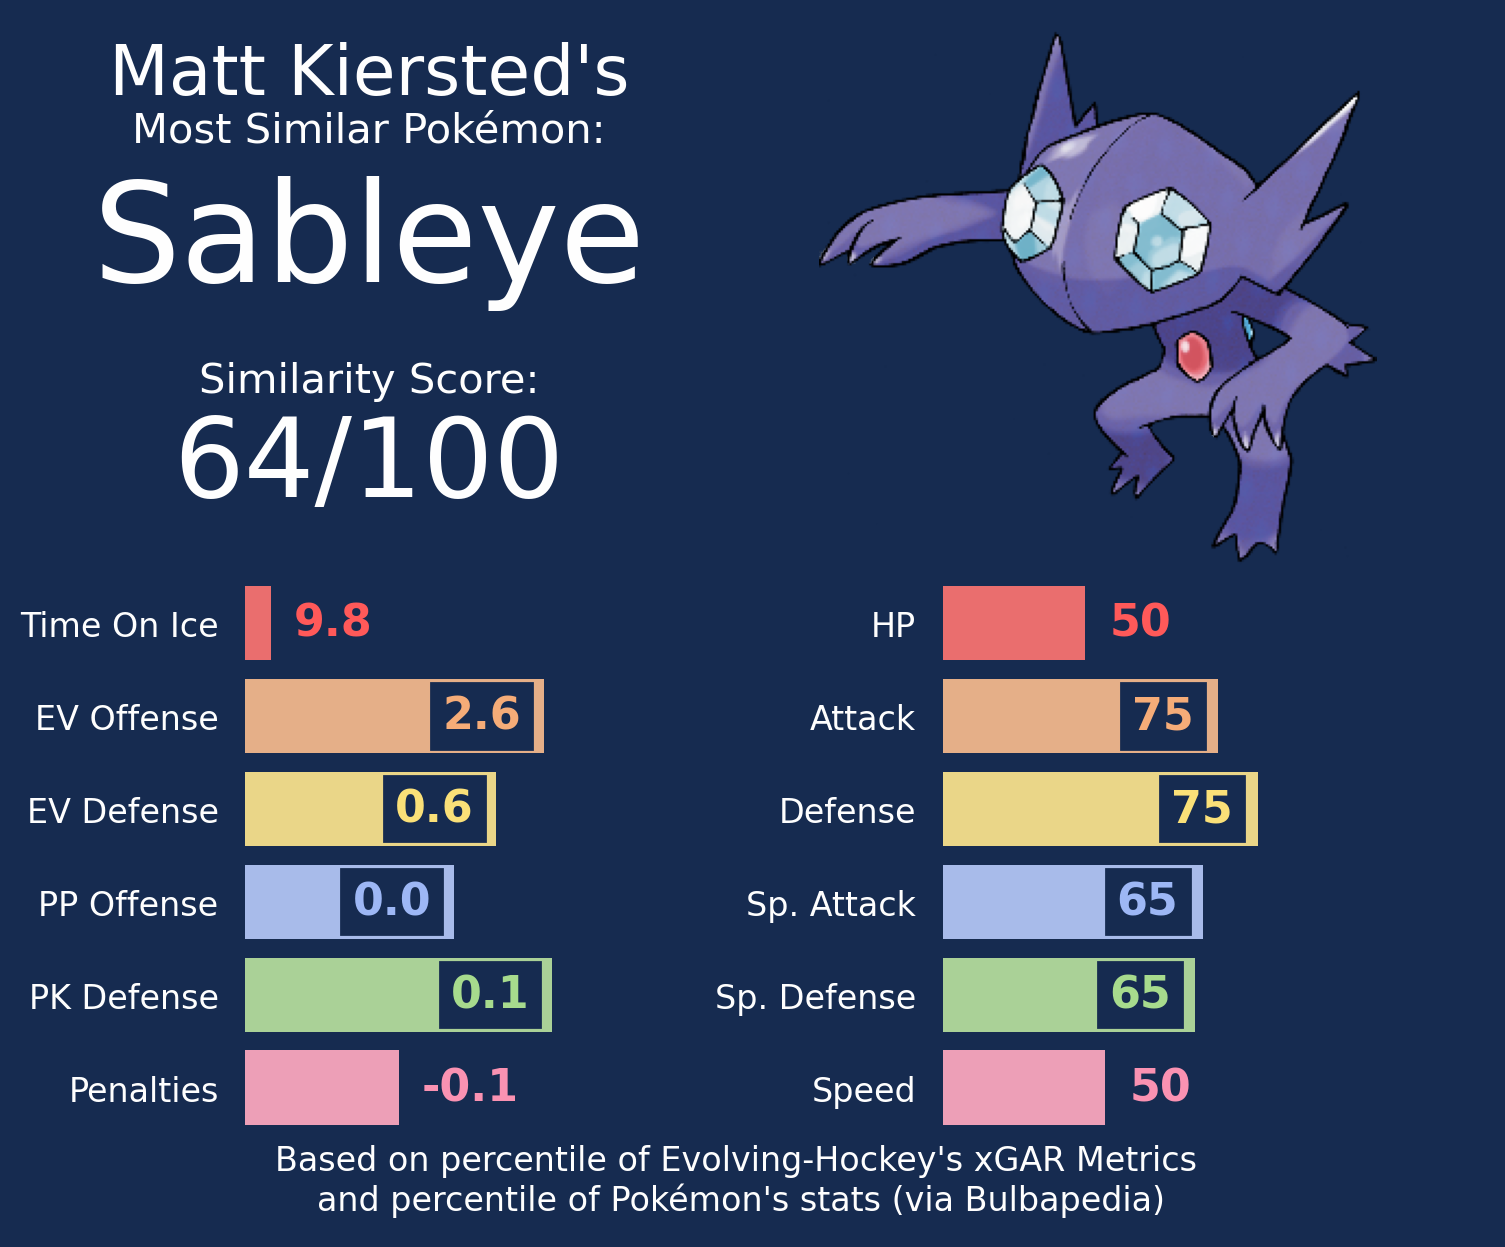 Matt Kiersted's
Most Similar Pokémon:
Sableye
Similarity Score:
64/100
Time On Ice 9.8
EV Offense 2.6
EV Defense 0.6
PP Offense 0.0
PK Defense 0.1
Penalties -0.1
HP 50
Attack 75
Defense 75
Sp. Attack 65
Sp. Defense 65
Speed 50
Based on percentile of Evolving-Hockey's xGAR Metrics
and percentile of Pokémon's stats (via Bulbapedia)